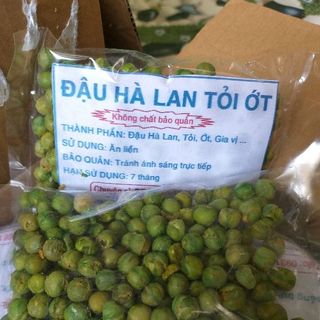 ĐẬU HÀ LAN TỎI ỚT
Không chất bảo quản
THÀNH PHẦN: Đậu Hà Lan, Tỏi, Ớt, Gia vị ...
SỬ DỤNG: Ăn liền
BẢO QUẢN: Tránh ánh sáng trực tiếp
HẠN SỬ DỤNG: 7 tháng